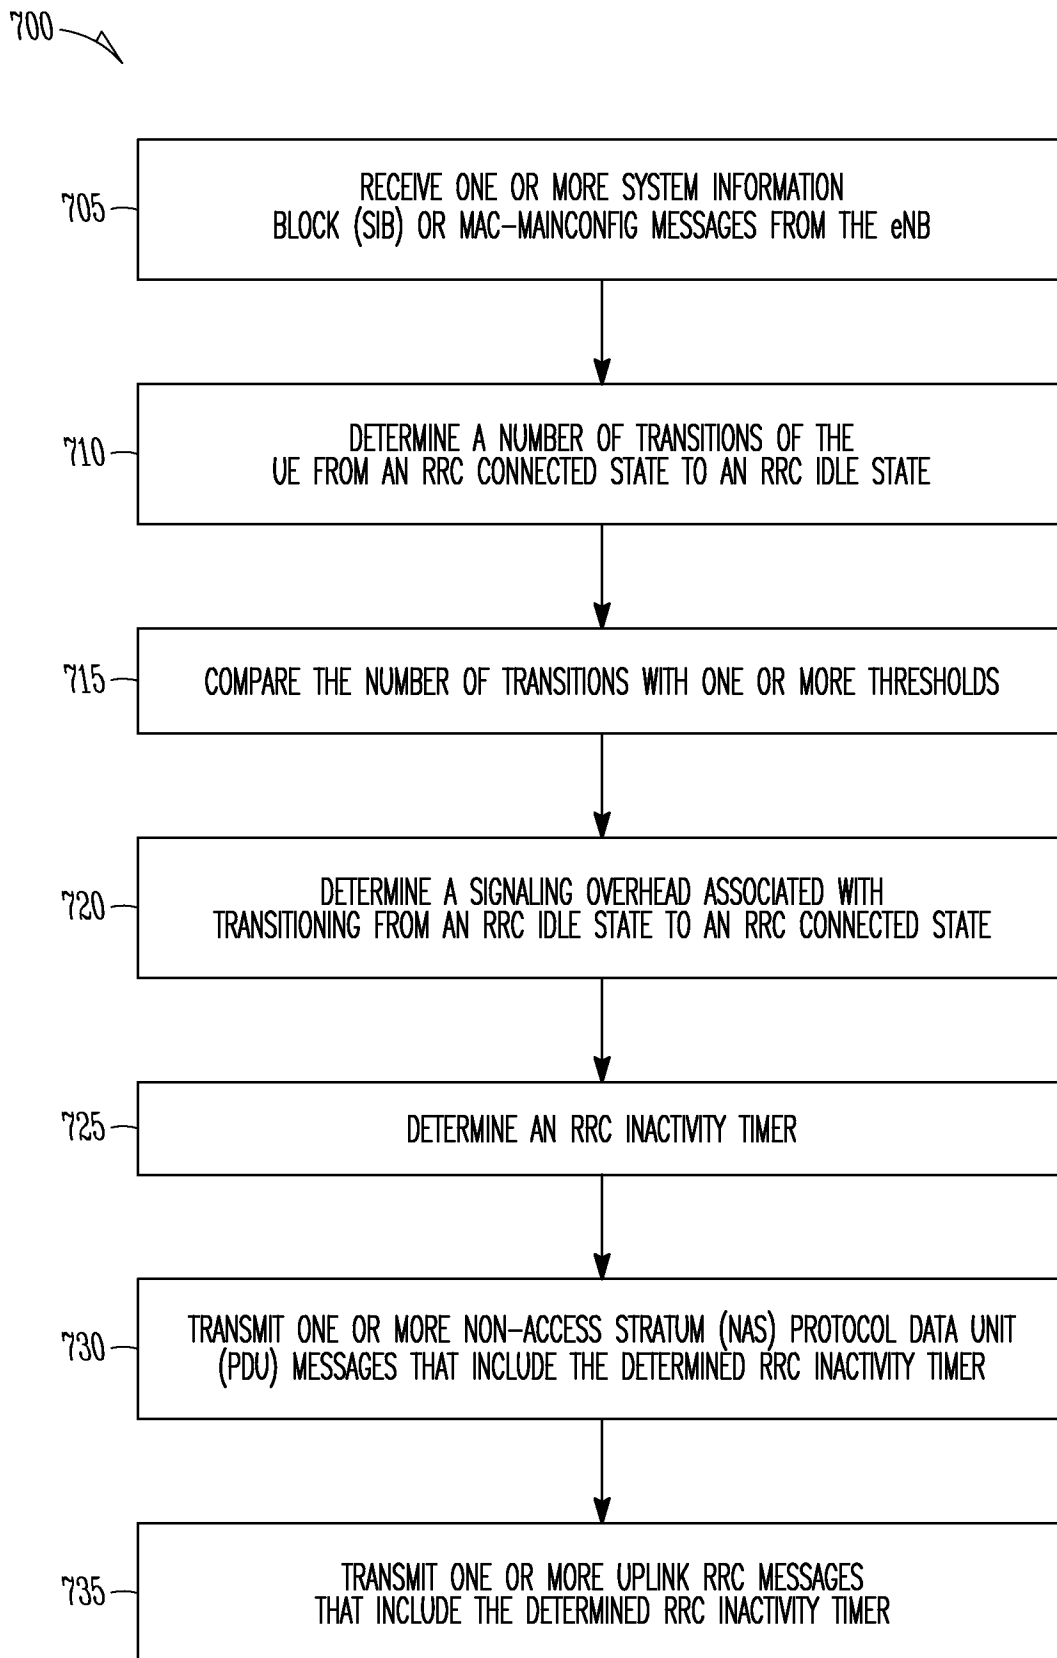 700
705
RECEIVE ONE OR MORE SYSTEM INFORMATION
BLOCK (SIB) OR MAC-MAINCONFIG MESSAGES FROM THE eNB
710
DETERMINE A NUMBER OF TRANSITIONS OF THE
UE FROM AN RRC CONNECTED STATE TO AN RRC IDLE STATE
715
COMPARE THE NUMBER OF TRANSITIONS WITH ONE OR MORE THRESHOLDS
720
DETERMINE A SIGNALING OVERHEAD ASSOCIATED WITH
TRANSITIONING FROM AN RRC IDLE STATE TO AN RRC CONNECTED STATE
725
DETERMINE AN RRC INACTIVITY TIMER
730
TRANSMIT ONE OR MORE NON-ACCESS STRATUM (NAS) PROTOCOL DATA UNIT
(PDU) MESSAGES THAT INCLUDE THE DETERMINED RRC INACTIVITY TIMER
735
TRANSMIT ONE OR MORE UPLINK RRC MESSAGES
THAT INCLUDE THE DETERMINED RRC INACTIVITY TIMER